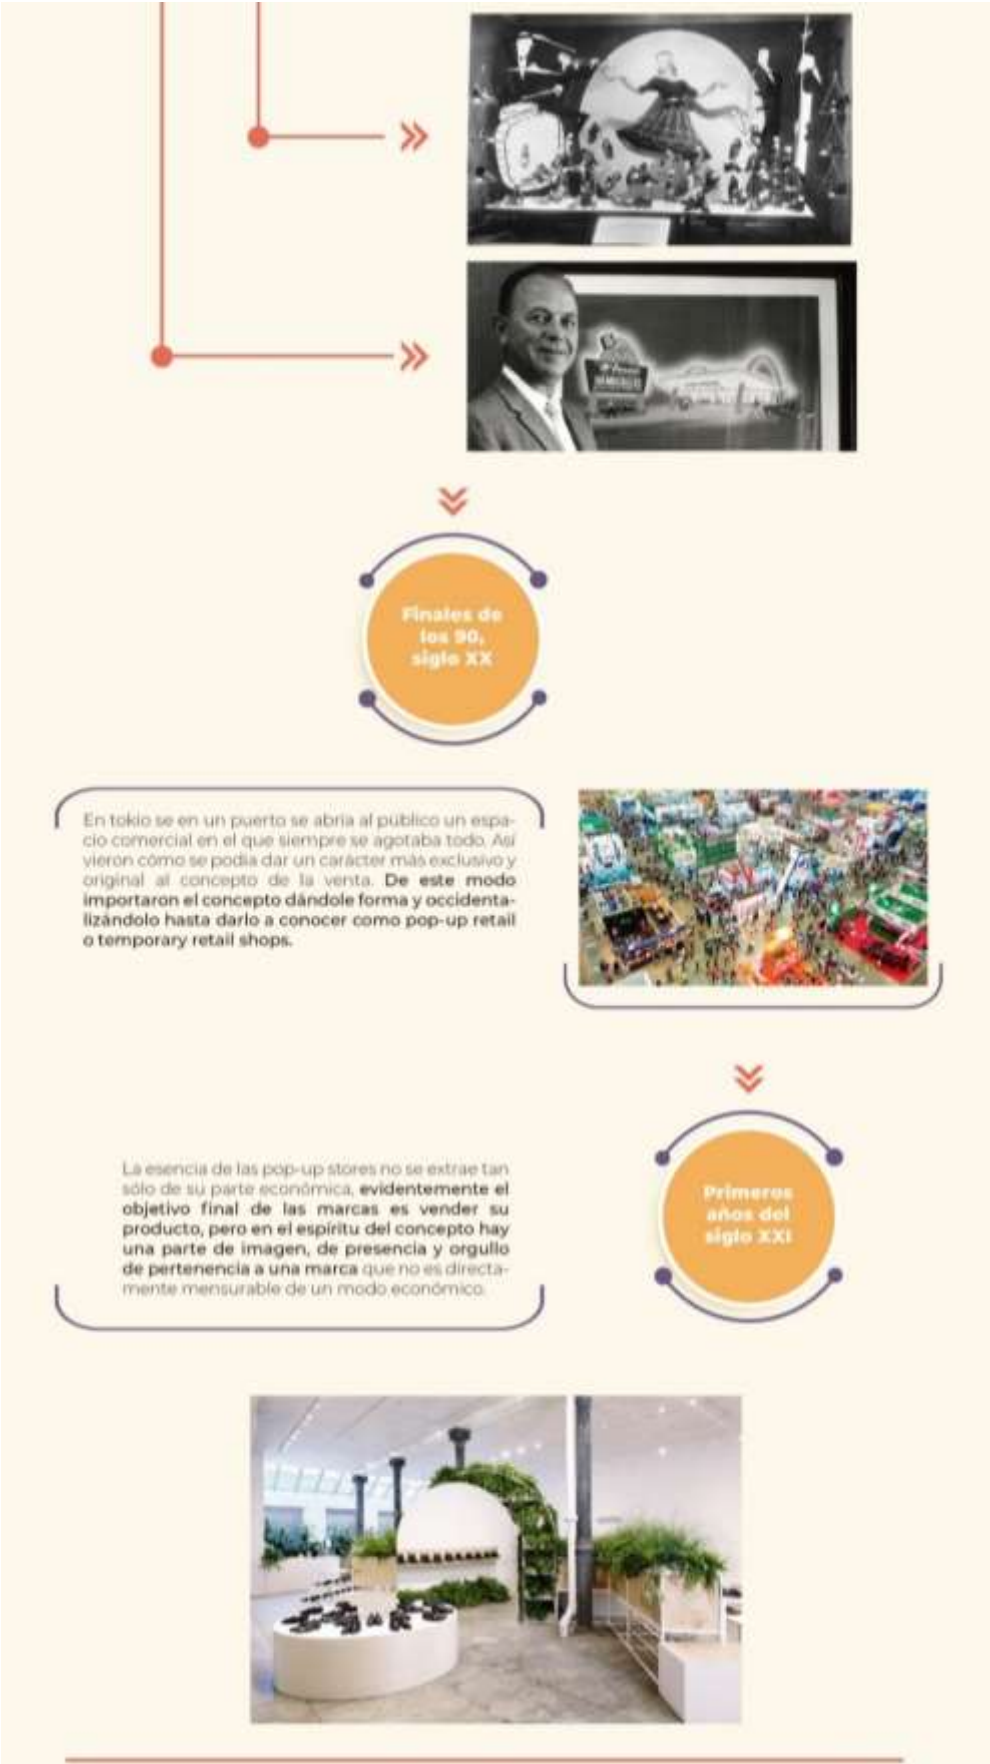 HAMBURGERS
Finales de
los 90,
siglo XX
En tokio se en un puerto se abría al público un espa-
cio comercial en el que siempre se agotaba todo. Así
vieron cómo se podía dar un carácter más exclusivo y
original al concepto de la venta. De este modo
importaron el concepto dándole forma y occidenta-
lizándolo hasta darlo a conocer como pop-up retail
o temporary retail shops.
La esencia de las pop-up stores no se extrae tan
sólo de su parte económica, evidentemente el
objetivo final de las marcas es vender su
producto, pero en el espíritu del concepto hay
una parte de imagen, de presencia y orgullo
de pertenencia a una marca que no es directa-
mente mensurable de un modo económico.
Primeros
años del
siglo XXI